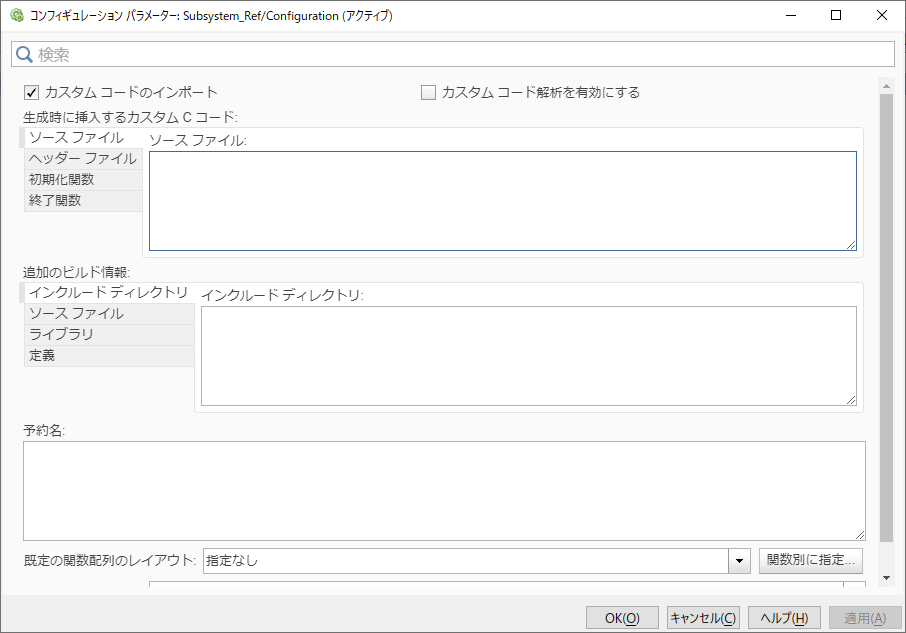 コンフィギュレーション パラメーター: Subsystem_Ref/Configuration (アクティブ)
検索
カスタム コードのインポート
カスタム コード解析を有効にする
生成時に挿入するカスタム C コード:
ソース ファイル
ヘッダー ファイル
初期化関数
終了関数
ソース ファイル:
追加のビルド情報:
インクルード ディレクトリ
ソース ファイル
ライブラリ
定義
インクルード ディレクトリ:
予約名:
既定の関数配列のレイアウト:
指定なし
関数別に指定...
OK(O)
キャンセル(C)
ヘルプ(H)
適用(A)